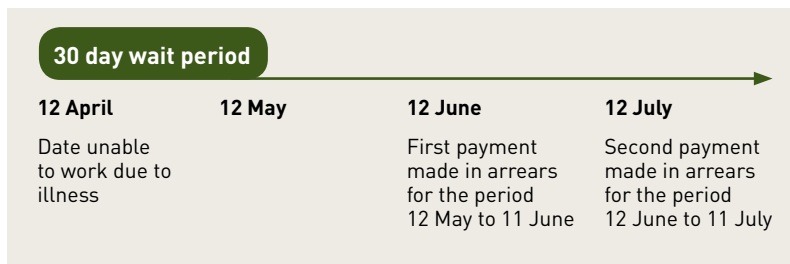 30 day wait period
12 April
Date unable
to work due to
illness
12 May
12 June
First payment
made in arrears
for the period
12 May to 11 June
12 July
Second payment
made in arrears
for the period
12 June to 11 July